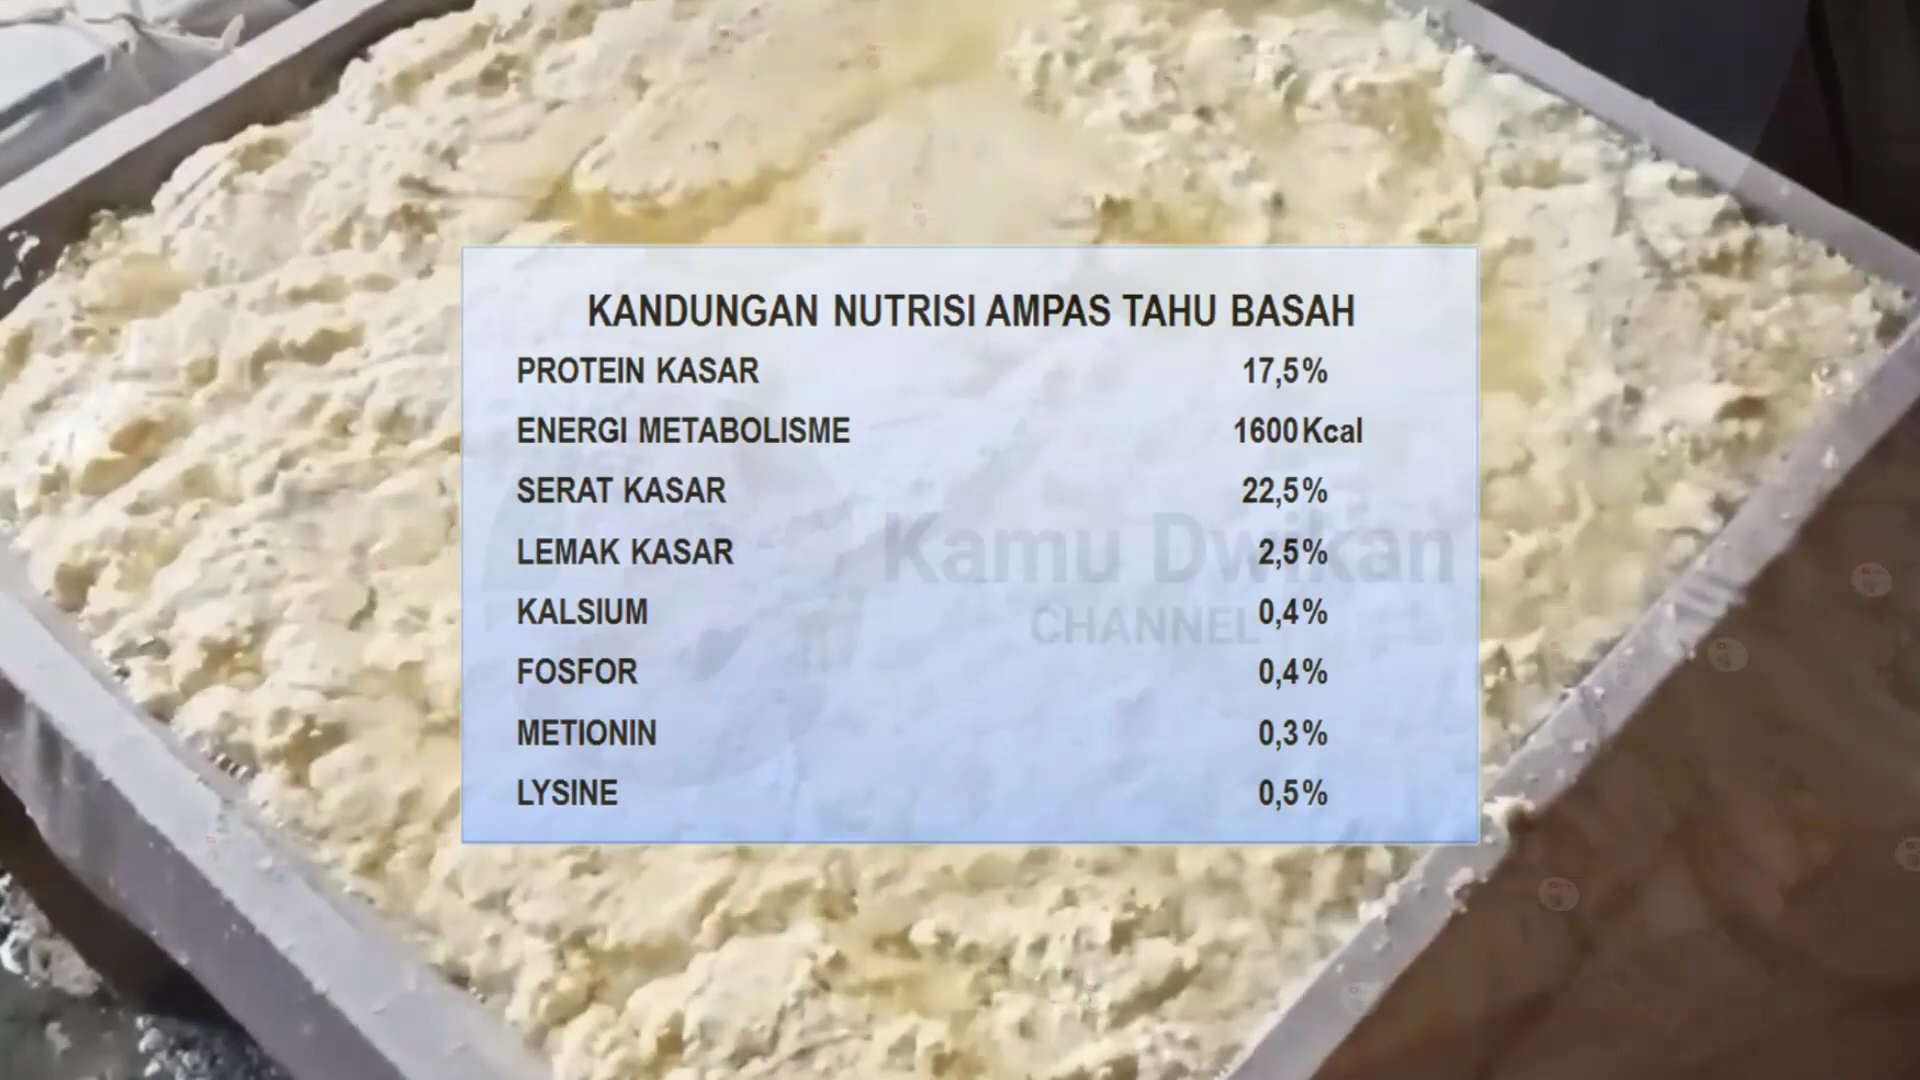 KANDUNGAN NUTRISI AMPAS TAHU BASAH
PROTEIN KASAR 17,5%
ENERGI METABOLISME 1600 Kcal
SERAT KASAR 22,5%
LEMAK KASAR 2,5%
Kamu Dwikan
KALSIUM 0,4%
CHANNEL
FOSFOR 0,4%
METIONIN 0,3%
LYSINE 0,5%